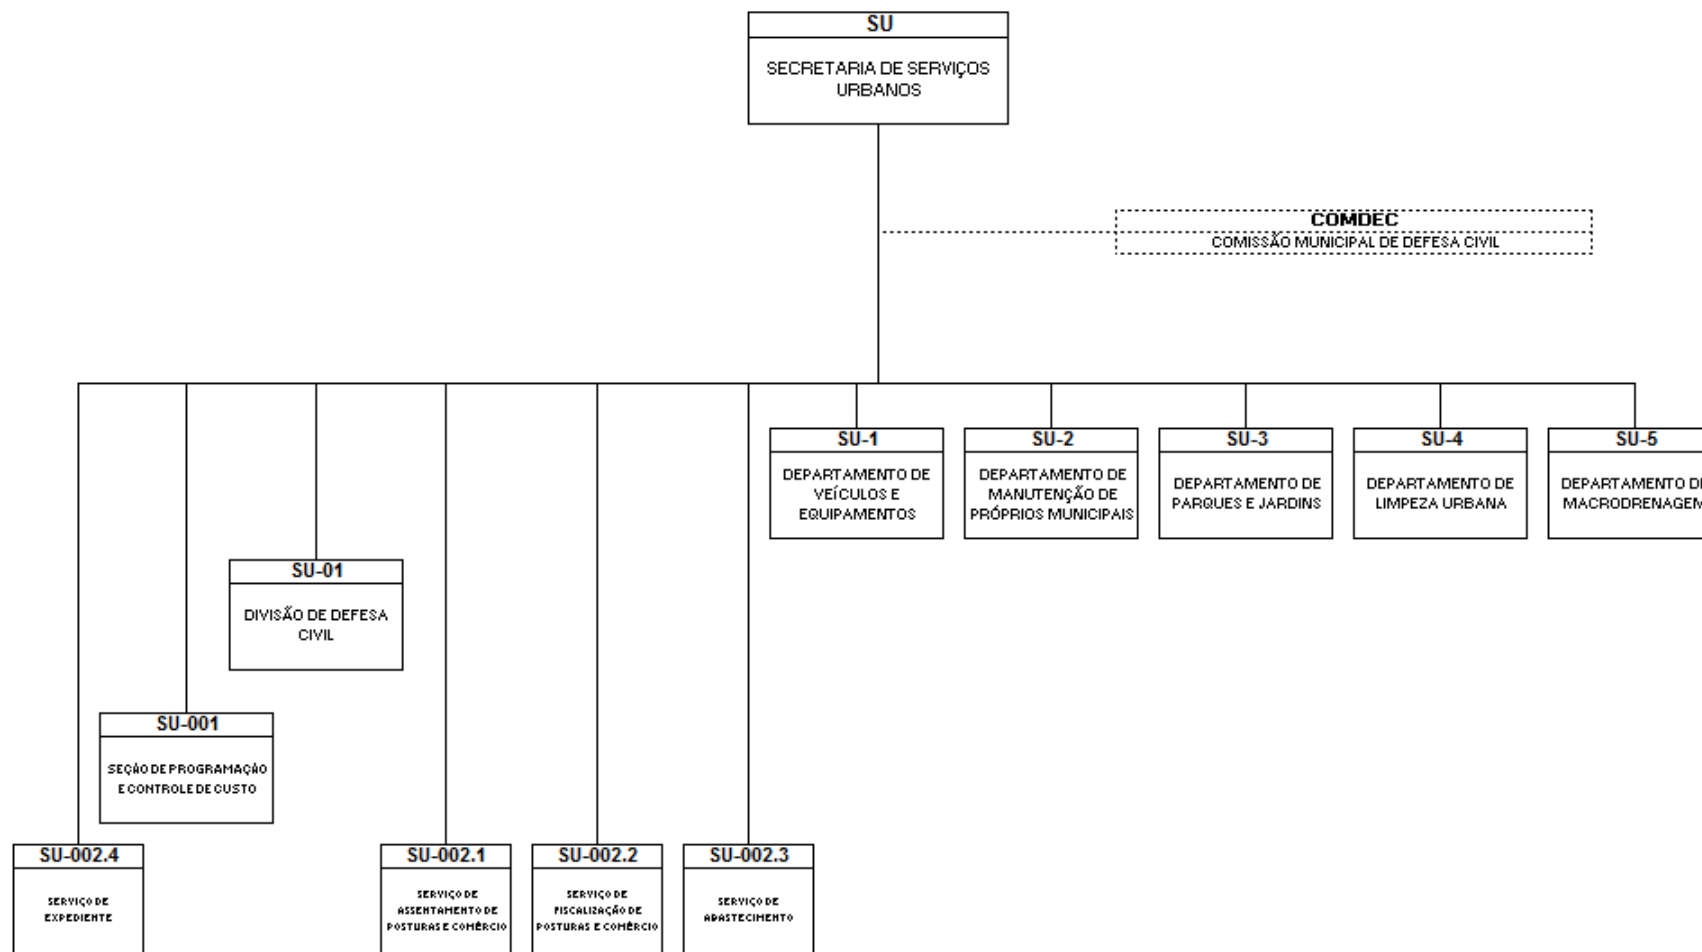 SU
SECRETARIA DE SERVIÇOS
URBANOS
COMDEC
COMISSÃO MUNICIPAL DE DEFESA CIVIL
SU-1
DEPARTAMENTO DE
VEÍCULOS E
EQUIPAMENTOS
SU-2
DEPARTAMENTO DE
MANUTENÇÃO DE
PRÓPRIOS MUNICIPAIS
SU-3
DEPARTAMENTO DE
PARQUES E JARDINS
SU-4
DEPARTAMENTO DE
LIMPEZA URBANA
SU-5
DEPARTAMENTO DE
MACRODRENAGEM
SU-01
DIVISÃO DE DEFESA
CIVIL
SU-001
SEÇÃO DE PROGRAMAÇÃO
E CONTROLE DE CUSTO
SU-002.4
SERVIÇO DE
EXPEDIENTE
SU-002.1
SERVIÇO DE
ASSENTAMENTO DE
POSTURAS E COMÉRCIO
SU-002.2
SERVIÇO DE
FISCALIZAÇÃO DE
POSTURAS E COMÉRCIO
SU-002.3
SERVIÇO DE
ABASTECIMENTO